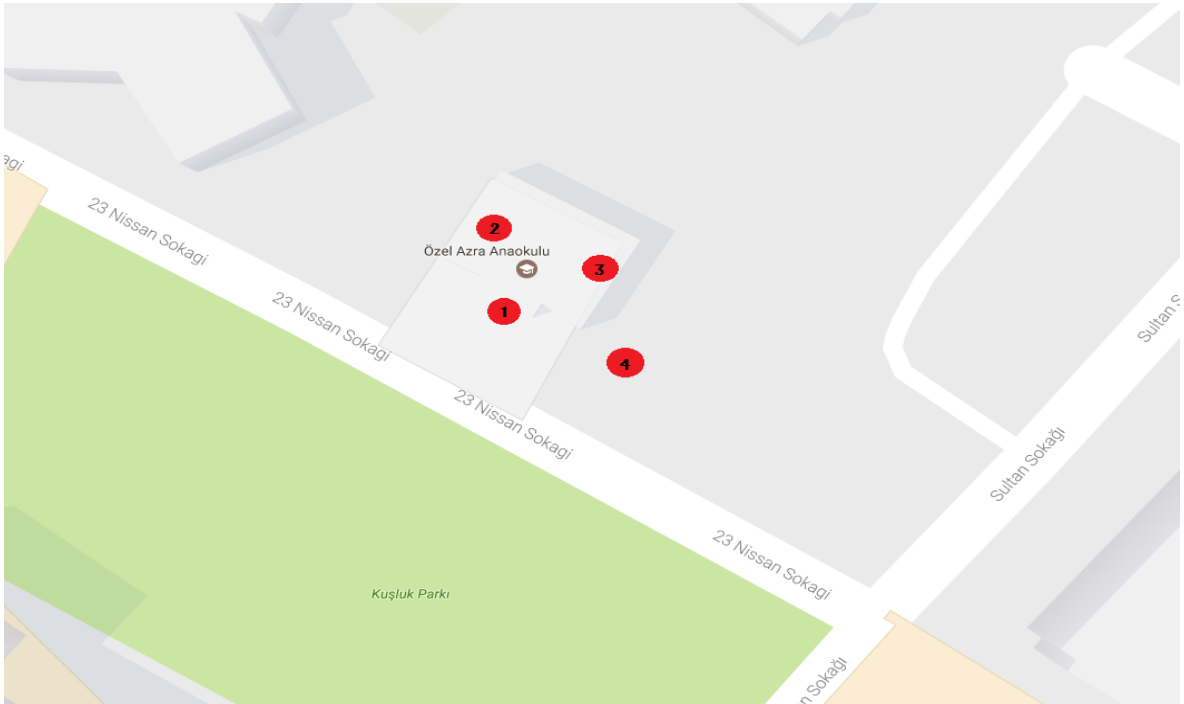 agi
23 Nissan Sokagi
2
Özel Azra Anaokulu
3
1
23 Nissan Sokagi
4
Sultan S
23 Nissan Sokagi
Sultan Sokağı
23 Nissan Sokagi
Kuşluk Parkı
n Sokağı